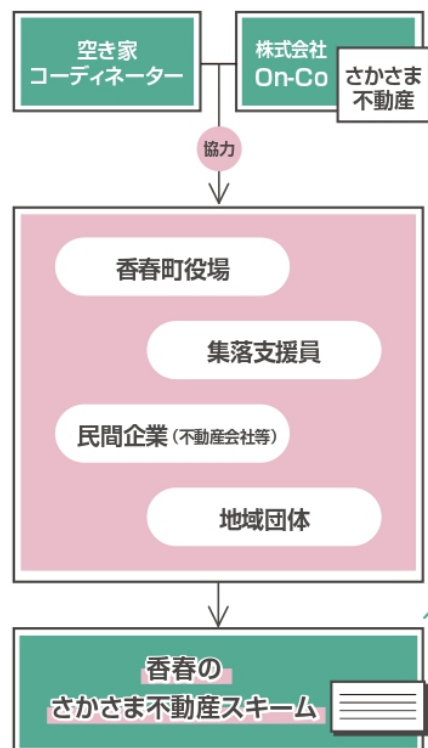 空き家
コーディネーター
株式会社
On-Co
さかさま
不動産
協力
香春町役場
集落支援員
民間企業（不動産会社等）
地域団体
香春の
さかさま不動産スキーム